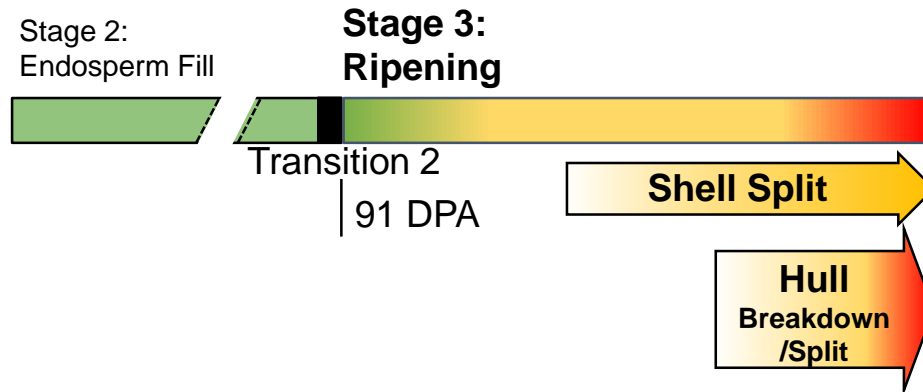 Stage 2:
Endosperm Fill
Stage 3:
Ripening
Transition 2
91 DPA
Shell Split
Hull
Breakdown
/Split